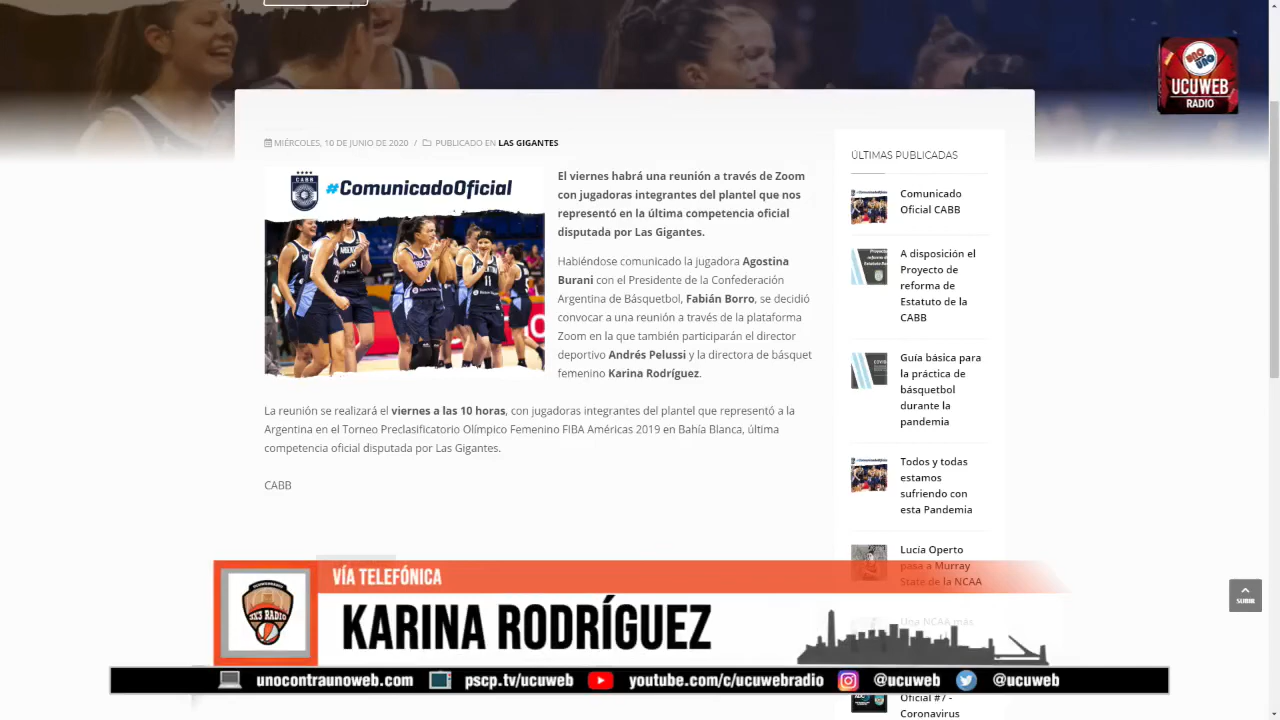 UNO
UNO
UCUWEB
RADIO
MIÉRCOLES, 10 DE JUNIO DE 2020 / PUBLICADO EN LAS GIGANTES
CABB
#ComunicadoOficial
11
El viernes habrá una reunión a través de Zoom
con jugadoras integrantes del plantel que nos
representó en la última competencia oficial
disputada por Las Gigantes.
Habiéndose comunicado la jugadora Agostina
Burani con el Presidente de la Confederación
Argentina de Básquetbol, Fabián Borro, se decidió
convocar a una reunión a través de la plataforma
Zoom en la que también participarán el director
deportivo Andrés Pelussi y la directora de básquet
femenino Karina Rodríguez.
La reunión se realizará el viernes a las 10 horas, con jugadoras integrantes del plantel que representó a la
Argentina en el Torneo Preclasificatorio Olímpico Femenino FIBA Américas 2019 en Bahía Blanca, última
competencia oficial disputada por Las Gigantes.
CABB
ÚLTIMAS PUBLICADAS
Comunicado
Oficial CABB
A disposición el
Proyecto de
reforma de
Estatuto de la
CABB
Guía básica para
la práctica de
básquetbol
durante la
pandemia
Todos y todas
estamos
sufriendo con
esta Pandemia
Lucía Operto
pasa a Murray
State de la NCAA
Una NCAA más
Oficial #7 -
Coronavirus
SUBIR
VÍA TELEFÓNICA
KARINA RODRÍGUEZ
3X3 RADIO
unocontraunoweb.com pscp.tv/ucuweb youtube.com/c/ucuwebradio @ucuweb @ucuweb